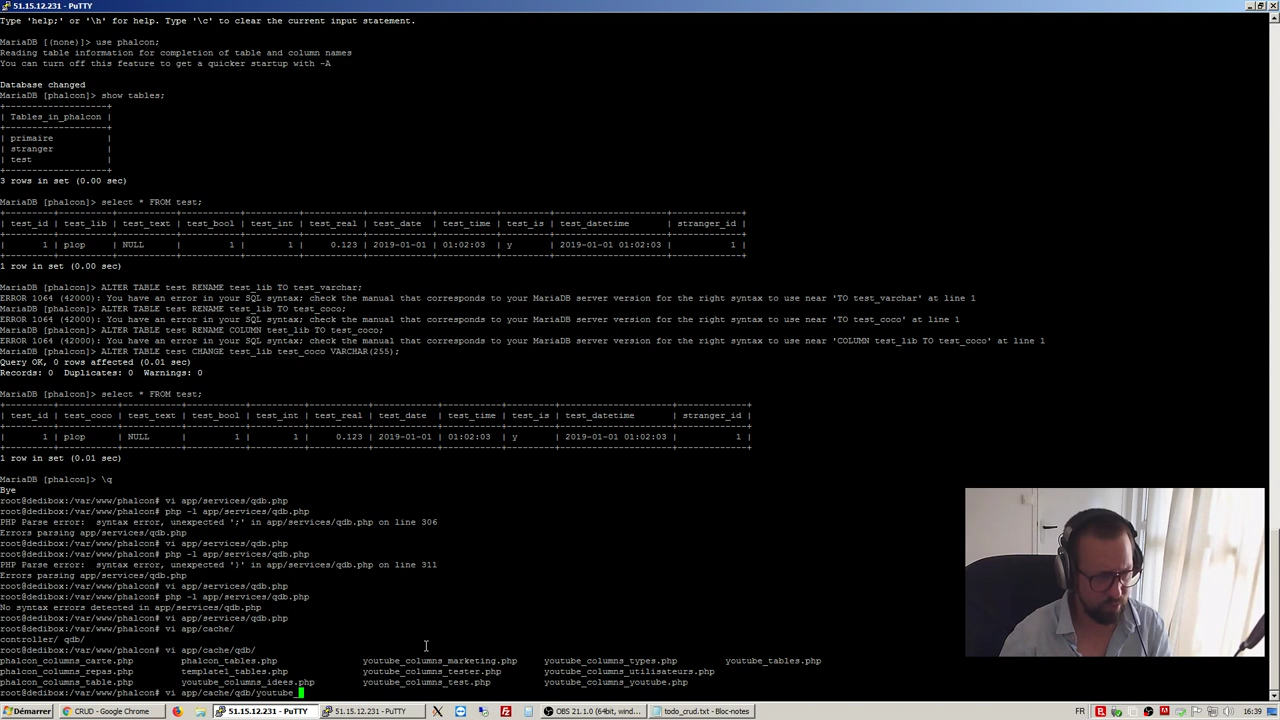 51.15.12.231 - PuTTY
Type 'help;' or '\h' for help. Type '\c' to clear the current input statement.
MariaDB [(none)]> use phalcon;
Reading table information for completion of table and column names
You can turn off this feature to get a quicker startup with -A
Database changed
MariaDB [phalcon]> show tables;
+-------------------+
| Tables_in_phalcon |
+-------------------+
| primaire          |
| stranger          |
| test              |
+-------------------+
3 rows in set (0.00 sec)
MariaDB [phalcon]> select * FROM test;
+---------+----------+-----------+-----------+----------+-----------+------------+-----------+---------+---------------------+-------------+
| test_id | test_lib | test_text | test_bool | test_int | test_real | test_date  | test_time | test_is | test_datetime       | stranger_id |
+---------+----------+-----------+-----------+----------+-----------+------------+-----------+---------+---------------------+-------------+
|       1 | plop     | NULL      |         1 |        1 |     0.123 | 2019-01-01 | 01:02:03  | y       | 2019-01-01 01:02:03 |           1 |
+---------+----------+-----------+-----------+----------+-----------+------------+-----------+---------+---------------------+-------------+
1 row in set (0.00 sec)
MariaDB [phalcon]> ALTER TABLE test RENAME test_lib TO test_varchar;
ERROR 1064 (42000): You have an error in your SQL syntax; check the manual that corresponds to your MariaDB server version for the right syntax to use near 'TO test_varchar' at line 1
MariaDB [phalcon]> ALTER TABLE test RENAME test_lib TO test_coco;
ERROR 1064 (42000): You have an error in your SQL syntax; check the manual that corresponds to your MariaDB server version for the right syntax to use near 'TO test_coco' at line 1
MariaDB [phalcon]> ALTER TABLE test RENAME COLUMN test_lib TO test_coco;
ERROR 1064 (42000): You have an error in your SQL syntax; check the manual that corresponds to your MariaDB server version for the right syntax to use near 'COLUMN test_lib TO test_coco' at line 1
MariaDB [phalcon]> ALTER TABLE test CHANGE test_lib test_coco VARCHAR(255);
Query OK, 0 rows affected (0.01 sec)
Records: 0  Duplicates: 0  Warnings: 0
MariaDB [phalcon]> select * FROM test;
+---------+-----------+-----------+-----------+----------+-----------+------------+-----------+---------+---------------------+-------------+
| test_id | test_coco | test_text | test_bool | test_int | test_real | test_date  | test_time | test_is | test_datetime       | stranger_id |
+---------+-----------+-----------+-----------+----------+-----------+------------+-----------+---------+---------------------+-------------+
|       1 | plop      | NULL      |         1 |        1 |     0.123 | 2019-01-01 | 01:02:03  | y       | 2019-01-01 01:02:03 |           1 |
+---------+-----------+-----------+-----------+----------+-----------+------------+-----------+---------+---------------------+-------------+
1 row in set (0.01 sec)
MariaDB [phalcon]> \q
Bye
root@dedibox:/var/www/phalcon# vi app/services/qdb.php
root@dedibox:/var/www/phalcon# php -l app/services/qdb.php
PHP Parse error:  syntax error, unexpected ';' in app/services/qdb.php on line 306
Errors parsing app/services/qdb.php
root@dedibox:/var/www/phalcon# vi app/services/qdb.php
root@dedibox:/var/www/phalcon# php -l app/services/qdb.php
PHP Parse error:  syntax error, unexpected '}' in app/services/qdb.php on line 311
Errors parsing app/services/qdb.php
root@dedibox:/var/www/phalcon# vi app/services/qdb.php
root@dedibox:/var/www/phalcon# php -l app/services/qdb.php
No syntax errors detected in app/services/qdb.php
root@dedibox:/var/www/phalcon# vi app/services/qdb.php
root@dedibox:/var/www/phalcon# vi app/cache/
controller/ qdb/
root@dedibox:/var/www/phalcon# vi app/cache/qdb/
phalcon_columns_carte.php  phalcon_tables.php  youtube_columns_marketing.php  youtube_columns_types.php  youtube_tables.php
phalcon_columns_repas.php  template1_tables.php  youtube_columns_tester.php  youtube_columns_utilisateurs.php
phalcon_columns_table.php  youtube_columns_idees.php  youtube_columns_test.php  youtube_columns_youtube.php
root@dedibox:/var/www/phalcon# vi app/cache/qdb/youtube_
Démarrer  CRUD - Google Chrome  51.15.12.231 - PuTTY  51.15.12.231 - PuTTY  OBS 21.1.0 (64bit, wind...  todo_crud.txt - Bloc-notes  FR  16:39